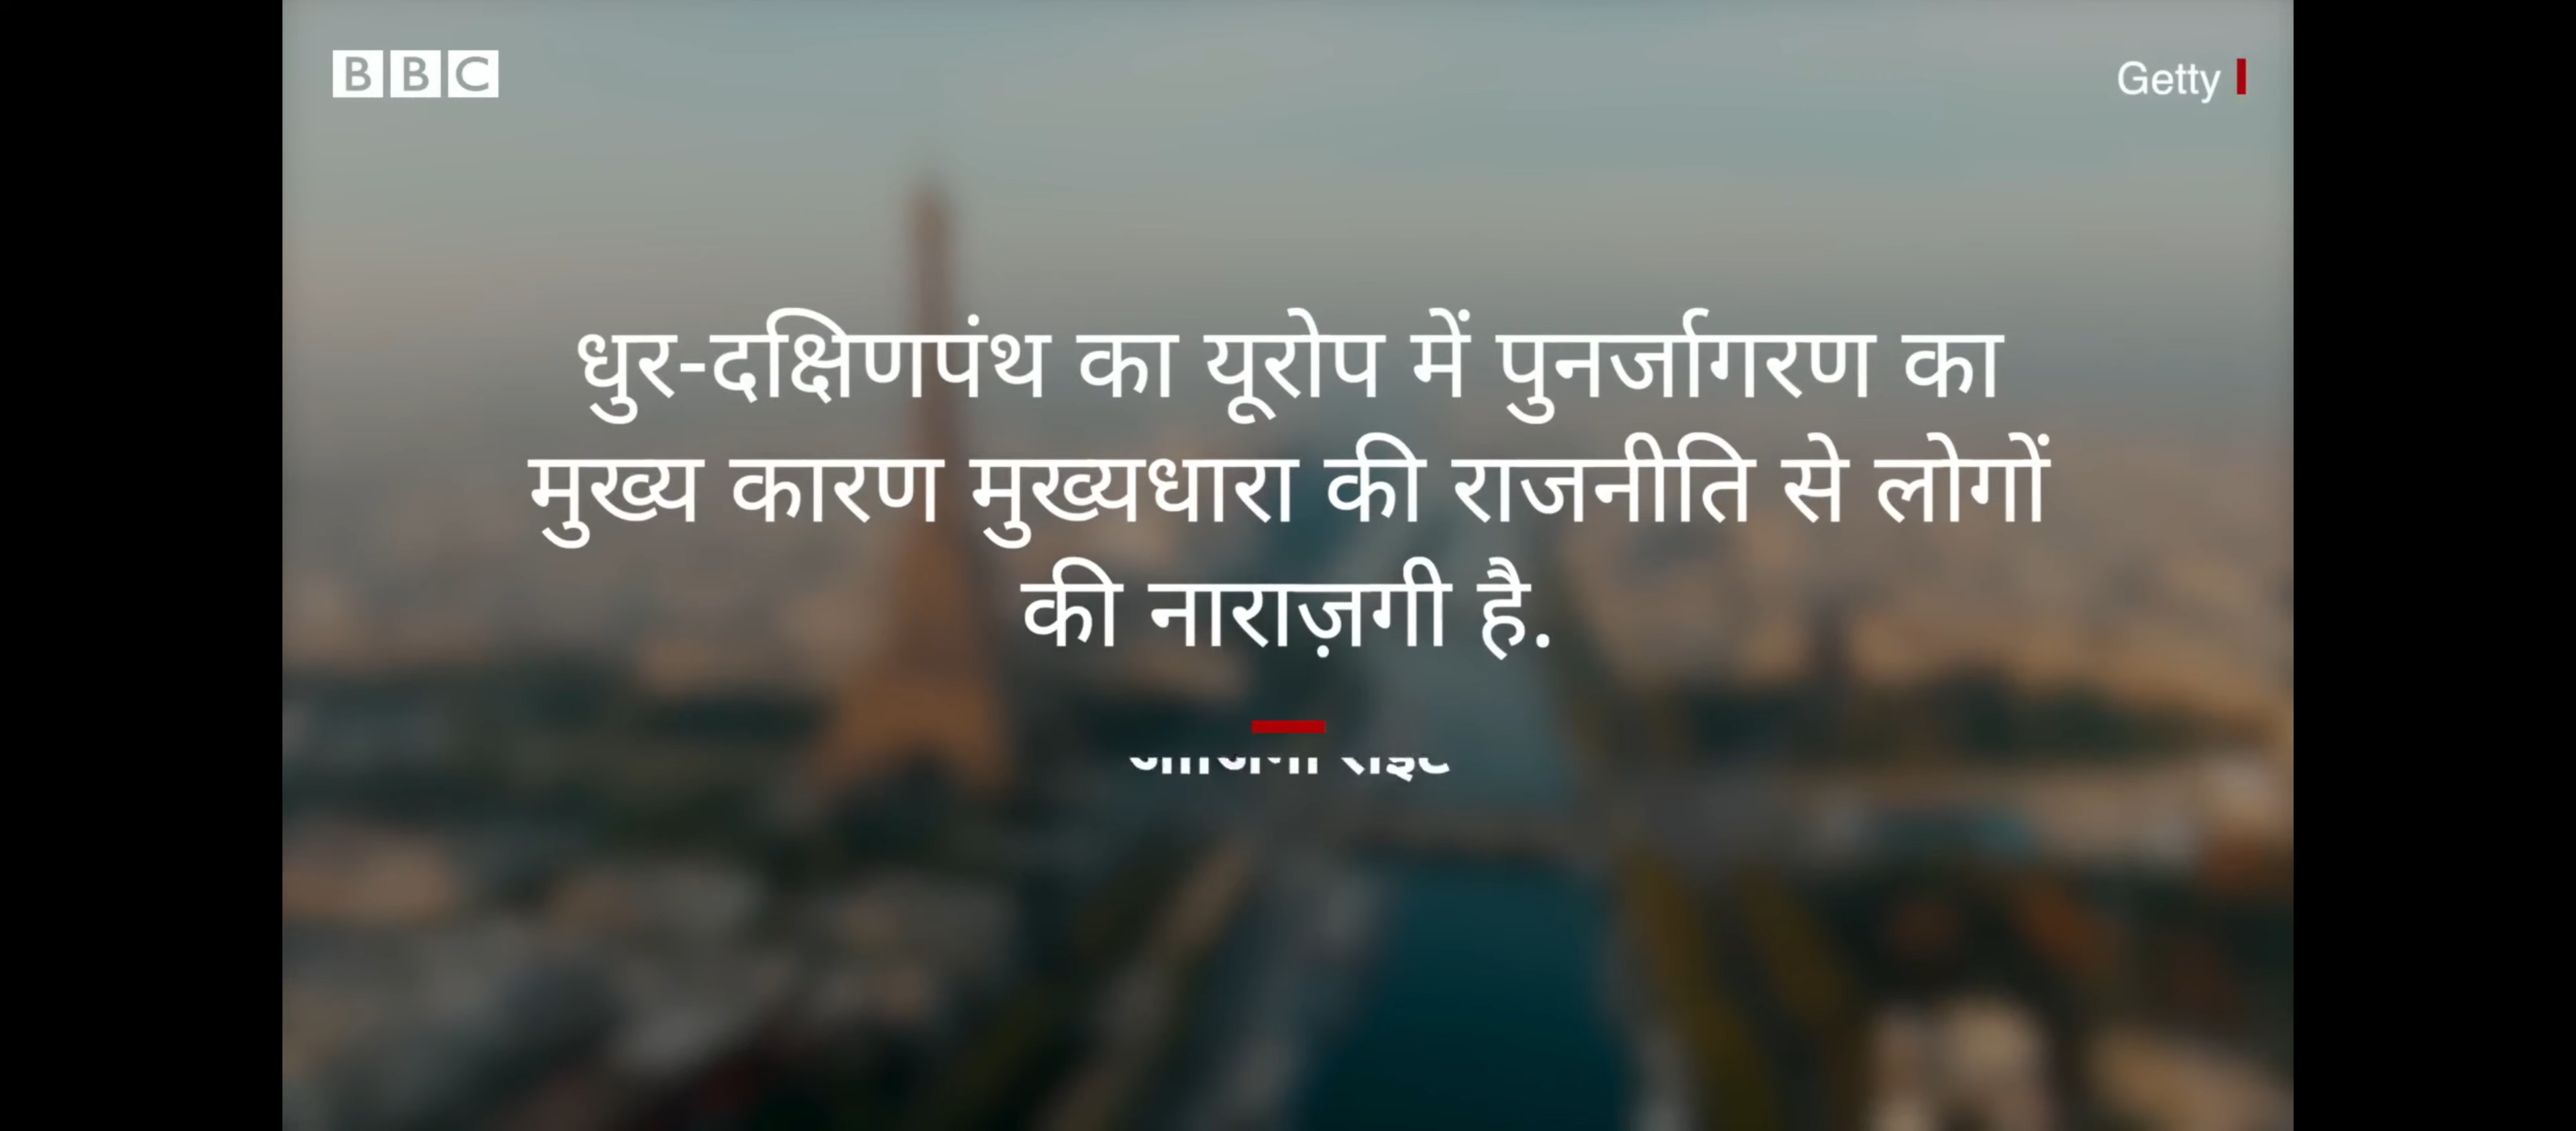 BBC
Getty
धुर-दक्षिणपंथ का यूरोप में पुनर्जागरण का
मुख्य कारण मुख्यधारा की राजनीति से लोगों
की नाराज़गी है.